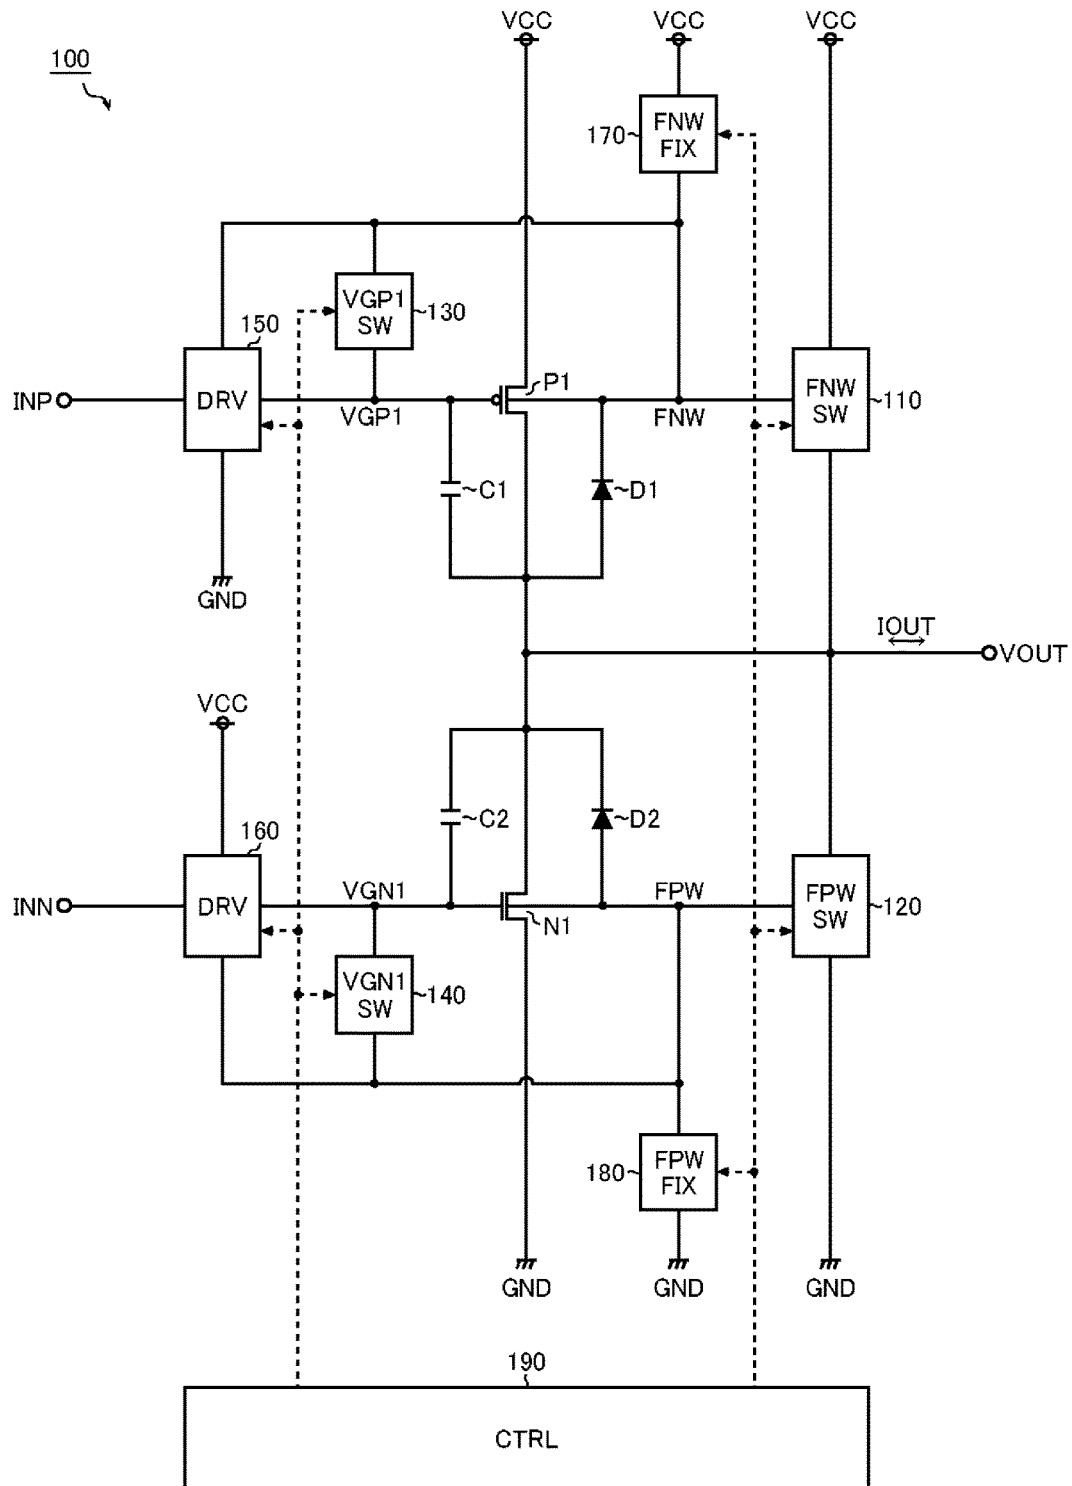 VCC
VCC
VCC
100
FNW
FIX
170
VGP1
SW
130
150
INP
DRV
VGP1
P1
FNW
FNW
SW
110
C1
D1
GND
IOUT
VOUT
VCC
C2
D2
160
INN
DRV
VGN1
N1
FPW
FPW
SW
120
VGN1
SW
140
180
FPW
FIX
GND
GND
GND
190
CTRL